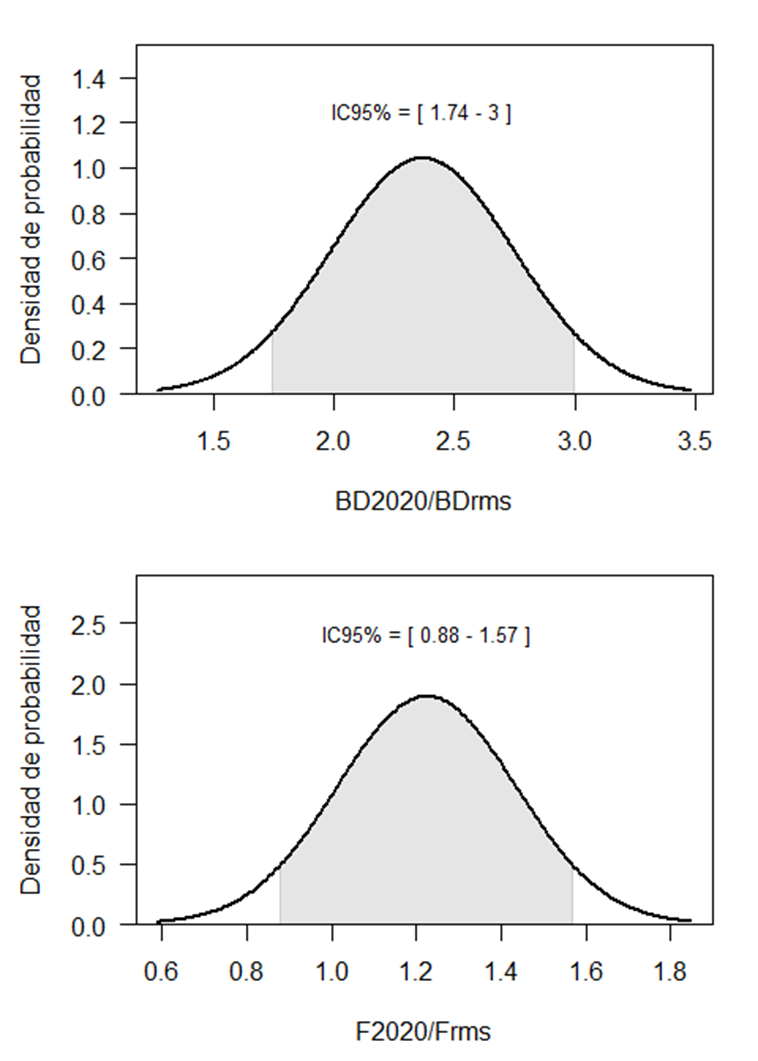 Densidad de probabilidad
1.4
1.2
1.0
0.8
0.6
0.4
0.2
0.0
IC95% = [ 1.74 - 3 ]
1.5 2.0 2.5 3.0 3.5
BD2020/BDrms
Densidad de probabilidad
2.5
2.0
1.5
1.0
0.5
0.0
IC95% = [ 0.88 - 1.57 ]
0.6 0.8 1.0 1.2 1.4 1.6 1.8
F2020/Frms